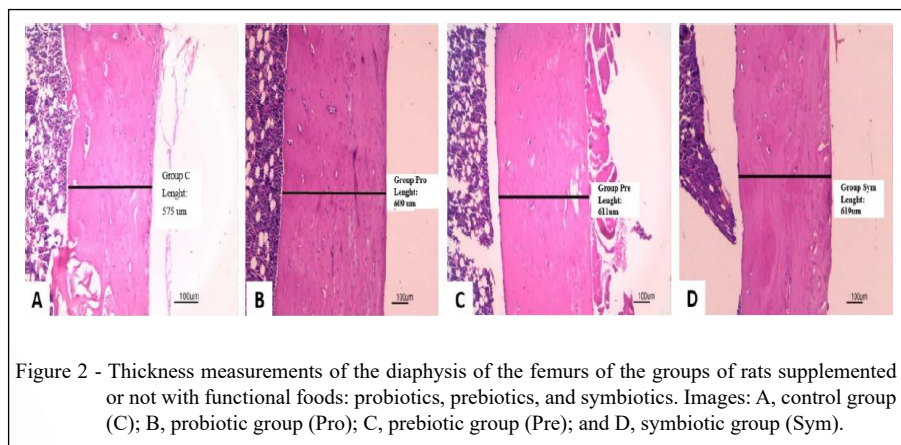 Group C
Lenght:
575 um
A
100um
Group Pro
Lenght:
609 um
B
100um
Group Pre
Lenght:
611um
C
100um
Group Sym
Lenght:
619um
D
100um
Figure 2 - Thickness measurements of the diaphysis of the femurs of the groups of rats supplemented
or not with functional foods: probiotics, prebiotics, and symbiotics. Images: A, control group
(C); B, probiotic group (Pro); C, prebiotic group (Pre); and D, symbiotic group (Sym).